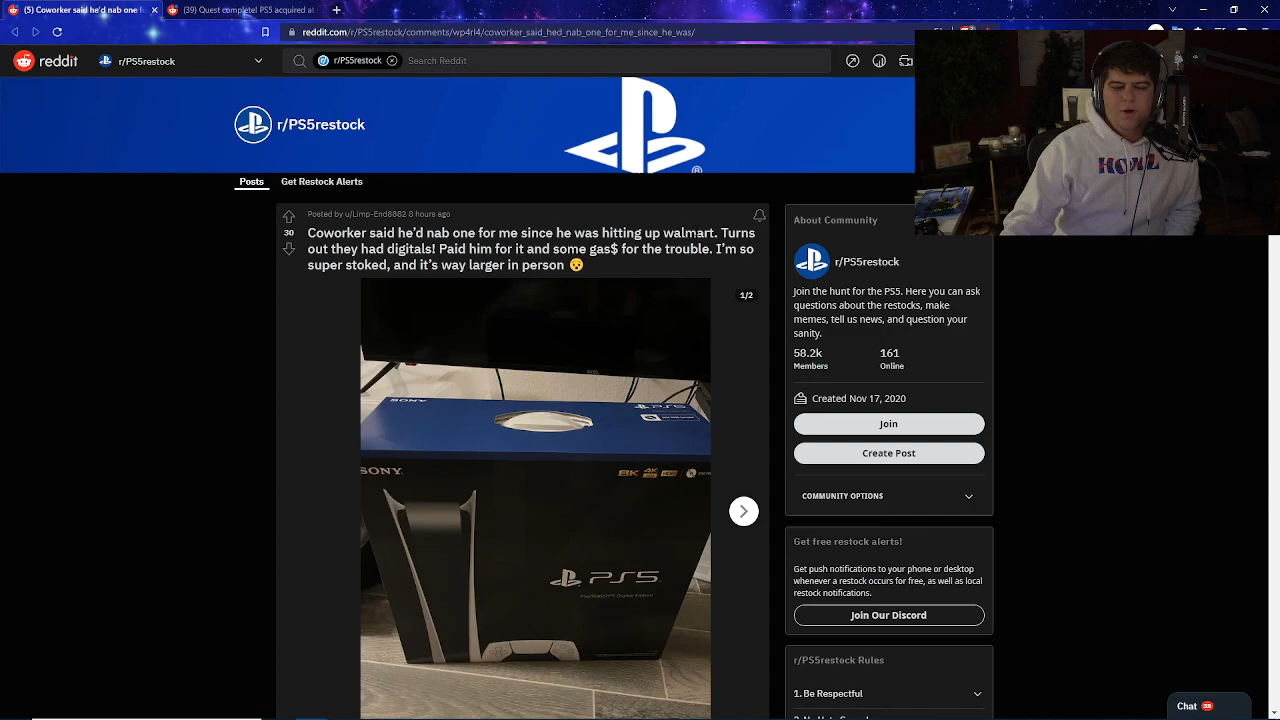 (5) Coworker said he'd nab one f
(39) Quest complete! PS5 acquired at
reddit.com/r/PS5restock/comments/wp4rl4/coworker_said_hed_nab_one_for_me_since_he_was/
reddit
r/PS5restock
r/PS5restock
Search Reddit
r/PS5restock
Posts
Get Restock Alerts
Posted by u/Limp-End8882 8 hours ago
30
Coworker said he'd nab one for me since he was hitting up walmart. Turns
out they had digitals! Paid him for it and some gas$ for the trouble. I'm so
super stoked, and it's way larger in person 😯
1/2
SONY
PS5
SONY
8K 4K HDR
PS5
PlayStation®5 Digital Edition
About Community
r/PS5restock
Join the hunt for the PS5. Here you can ask
questions about the restocks, make
memes, tell us news, and question your
sanity.
58.2k
161
Members
Online
Created Nov 17, 2020
Join
Create Post
COMMUNITY OPTIONS
Get free restock alerts!
Get push notifications to your phone or desktop
whenever a restock occurs for free, as well as local
restock notifications.
Join Our Discord
r/PS5restock Rules
1. Be Respectful
Chat